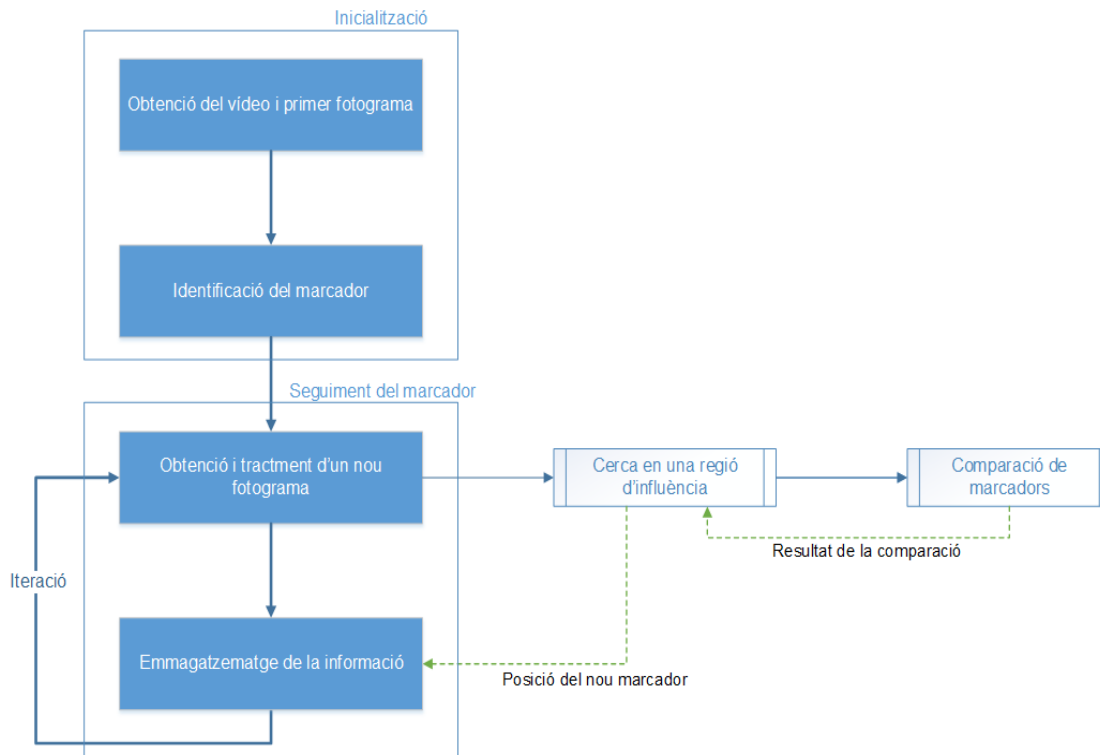 Inicialització
Obtenció del vídeo i primer fotograma
Identificació del marcador
Seguiment del marcador
Obtenció i tractment d'un nou
fotograma
Cerca en una regió
d'influència
Comparació de
marcadors
Resultat de la comparació
Iteració
Emmagatzematge de la informació
Posició del nou marcador